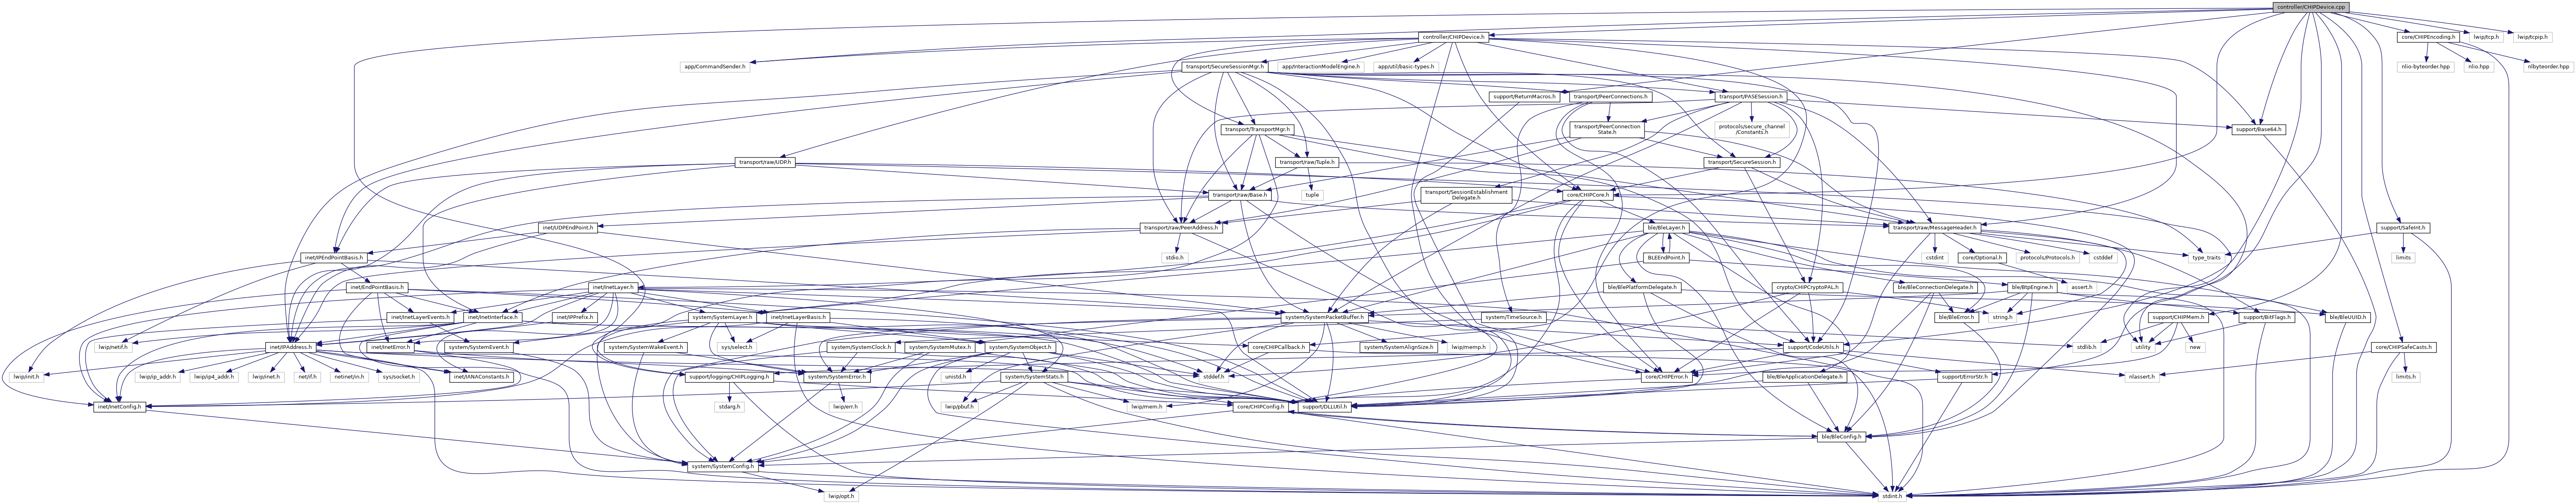 controller/CHIPDevice.cpp
controller/CHIPDevice.h
core/CHIPEncoding.h
lwip/tcp.h
lwip/tcpip.h
app/CommandSender.h
transport/SecureSessionMgr.h
app/InteractionModelEngine.h
app/util/basic-types.h
nlio-byteorder.hpp
nlio.hpp
nlbyteorder.hpp
support/ReturnMacros.h
transport/PeerConnections.h
transport/PASESession.h
transport/TransportMgr.h
transport/PeerConnection
State.h
protocols/secure_channel
/Constants.h
support/Base64.h
transport/raw/UDP.h
transport/raw/Tuple.h
transport/SecureSession.h
transport/raw/Base.h
tuple
transport/SessionEstablishment
Delegate.h
core/CHIPCore.h
inet/UDPEndPoint.h
transport/raw/PeerAddress.h
ble/BleLayer.h
transport/raw/MessageHeader.h
support/SafeInt.h
inet/IPEndPointBasis.h
stdio.h
BLEEndPoint.h
cstdint
core/Optional.h
protocols/Protocols.h
cstddef
type_traits
limits
inet/EndPointBasis.h
inet/InetLayer.h
ble/BlePlatformDelegate.h
crypto/CHIPCryptoPAL.h
ble/BleConnectionDelegate.h
ble/BtpEngine.h
assert.h
inet/InetLayerEvents.h
inet/InetInterface.h
inet/IPPrefix.h
system/SystemLayer.h
inet/InetLayerBasis.h
system/SystemPacketBuffer.h
system/TimeSource.h
string.h
ble/BleError.h
support/CHIPMem.h
support/BitFlags.h
ble/BleUUID.h
lwip/netif.h
inet/IPAddress.h
inet/InetError.h
system/SystemEvent.h
system/SystemWakeEvent.h
sys/select.h
system/SystemClock.h
system/SystemMutex.h
system/SystemObject.h
core/CHIPCallback.h
system/SystemAlignSize.h
lwip/memp.h
support/CodeUtils.h
stdlib.h
utility
new
core/CHIPSafeCasts.h
lwip/init.h
lwip/ip_addr.h
lwip/ip4_addr.h
lwip/inet.h
net/if.h
netinet/in.h
sys/socket.h
inet/IANAConstants.h
support/logging/CHIPLogging.h
system/SystemError.h
unistd.h
system/SystemStats.h
stddef.h
core/CHIPError.h
ble/BleApplicationDelegate.h
support/ErrorStr.h
nlassert.h
limits.h
inet/InetConfig.h
stdarg.h
lwip/err.h
lwip/pbuf.h
lwip/mem.h
core/CHIPConfig.h
support/DLLUtil.h
ble/BleConfig.h
system/SystemConfig.h
lwip/opt.h
stdint.h